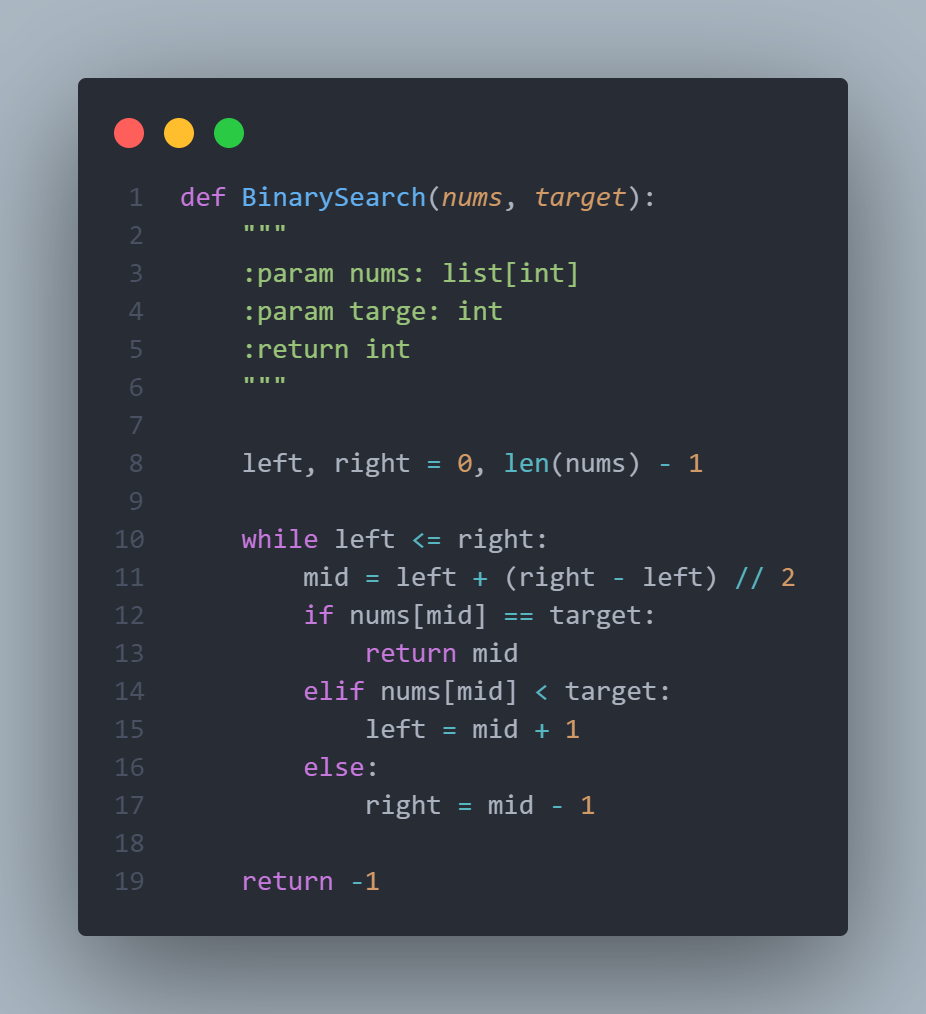 1 def BinarySearch(nums, target):
2     """
3     :param nums: list[int]
4     :param targe: int
5     :return int
6     """
7
8     left, right = 0, len(nums) - 1
9
10     while left <= right:
11         mid = left + (right - left) // 2
12         if nums[mid] == target:
13             return mid
14         elif nums[mid] < target:
15             left = mid + 1
16         else:
17             right = mid - 1
18
19     return -1